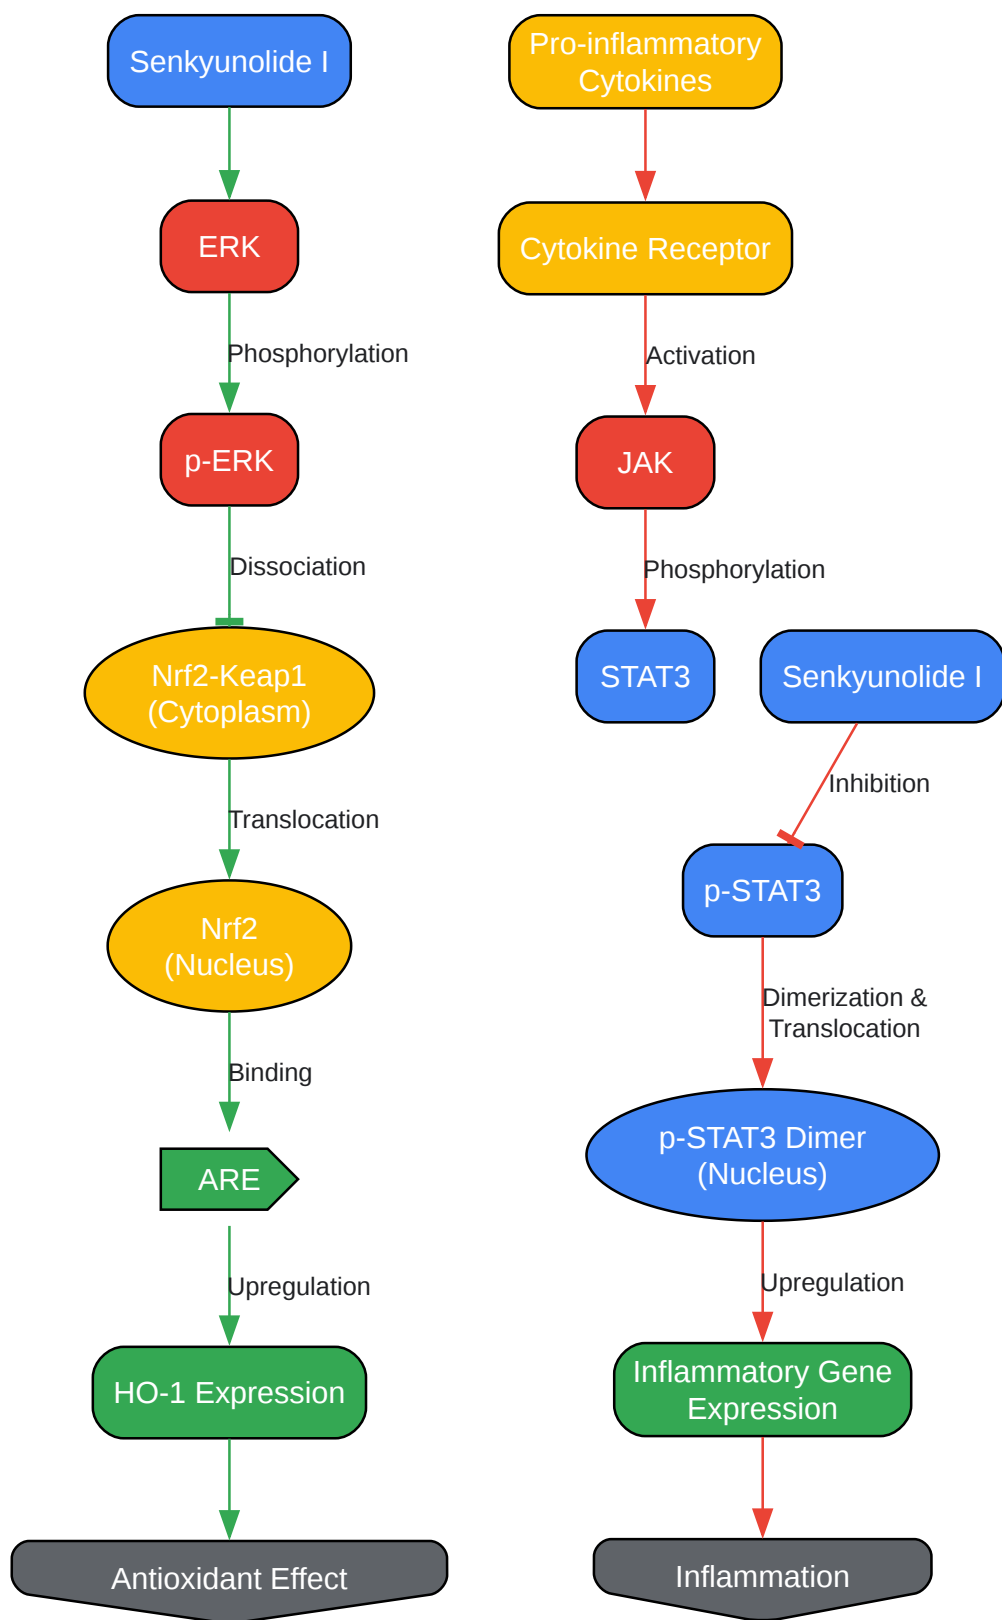 Senkyunolide I
ERK
Phosphorylation
p-ERK
Dissociation
Nrf2-Keap1
(Cytoplasm)
Translocation
Nrf2
(Nucleus)
Binding
ARE
Upregulation
HO-1 Expression
Antioxidant Effect
Pro-inflammatory
Cytokines
Cytokine Receptor
Activation
JAK
Phosphorylation
STAT3
Senkyunolide I
Inhibition
p-STAT3
Dimerization &
Translocation
p-STAT3 Dimer
(Nucleus)
Upregulation
Inflammatory Gene
Expression
Inflammation